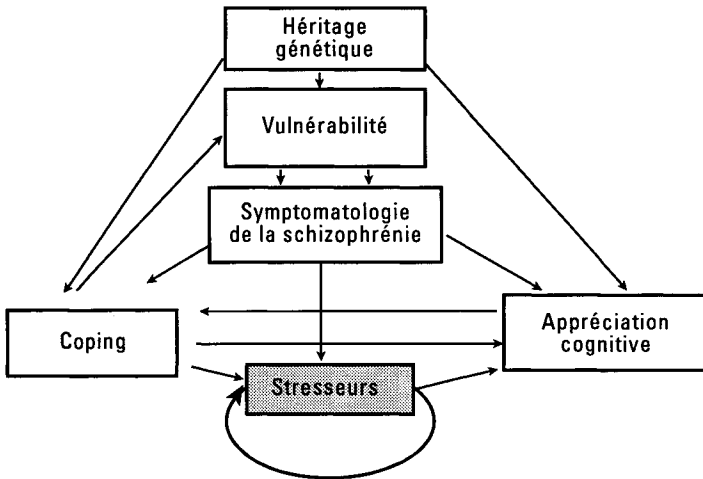 Héritage
génétique
Vulnérabilité
Symptomatologie
de la schizophrénie
Coping
Appréciation
cognitive
Stresseurs